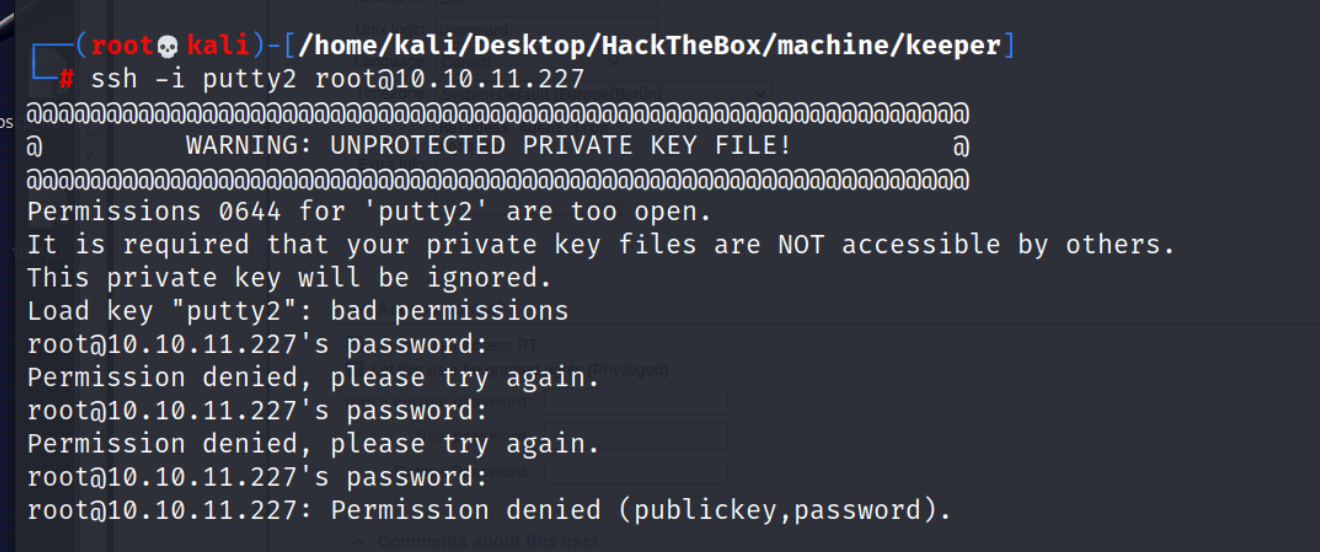 ┌──(root💀kali)-[/home/kali/Desktop/HackTheBox/machine/keeper]
└─# ssh -i putty2 root@10.10.11.227
@@@@@@@@@@@@@@@@@@@@@@@@@@@@@@@@@@@@@@@@@@@@@@@@@@@@@@@@@@@
@         WARNING: UNPROTECTED PRIVATE KEY FILE!          @
@@@@@@@@@@@@@@@@@@@@@@@@@@@@@@@@@@@@@@@@@@@@@@@@@@@@@@@@@@@
Permissions 0644 for 'putty2' are too open.
It is required that your private key files are NOT accessible by others.
This private key will be ignored.
Load key "putty2": bad permissions
root@10.10.11.227's password:
Permission denied, please try again.
root@10.10.11.227's password:
Permission denied, please try again.
root@10.10.11.227's password:
root@10.10.11.227: Permission denied (publickey,password).
Comments about this user